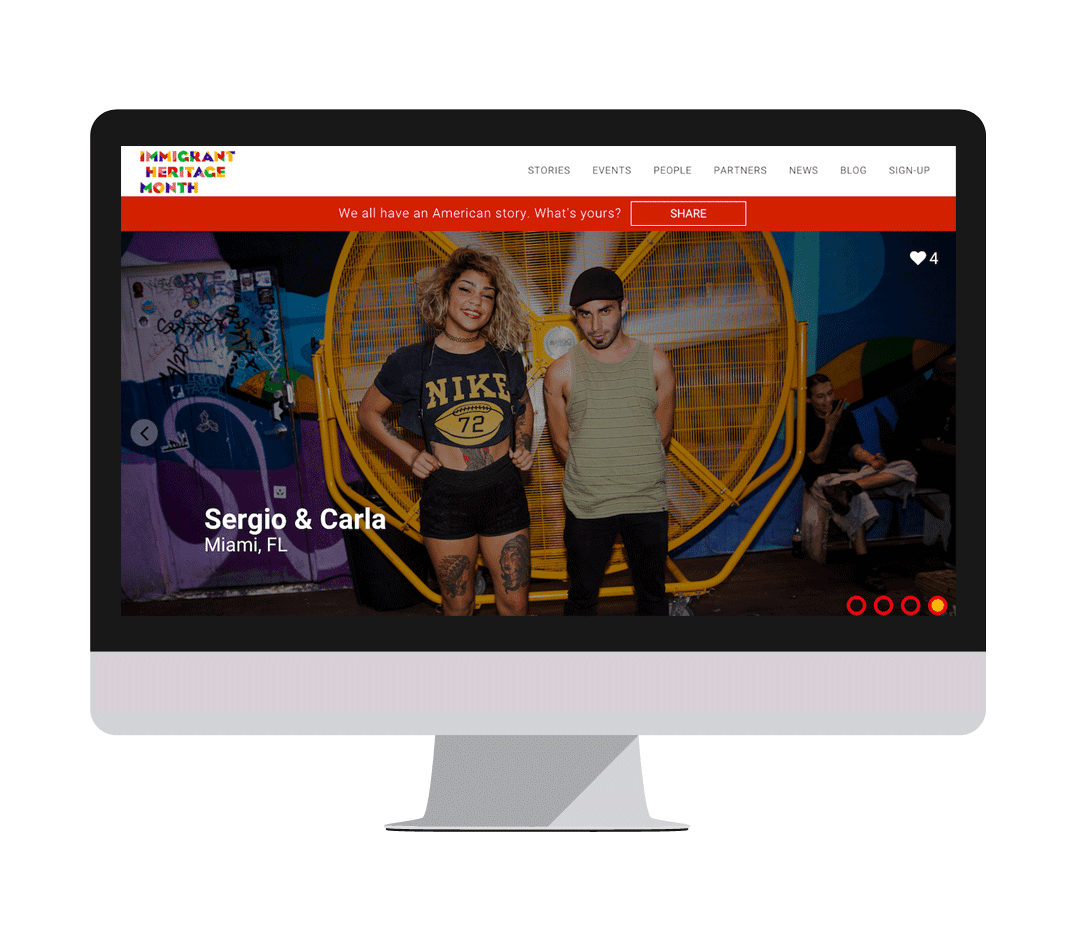 IMMIGRANT
HERITAGE
MONTH
STORIES EVENTS PEOPLE PARTNERS NEWS BLOG SIGN-UP
We all have an American story. What's yours? SHARE
4
NIKE
72
Sergio & Carla
Miami, FL